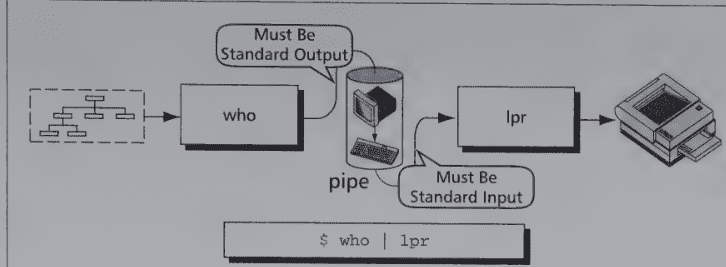 Must Be
Standard Output
who
lpr
pipe
Must Be
Standard Input
$ who | lpr